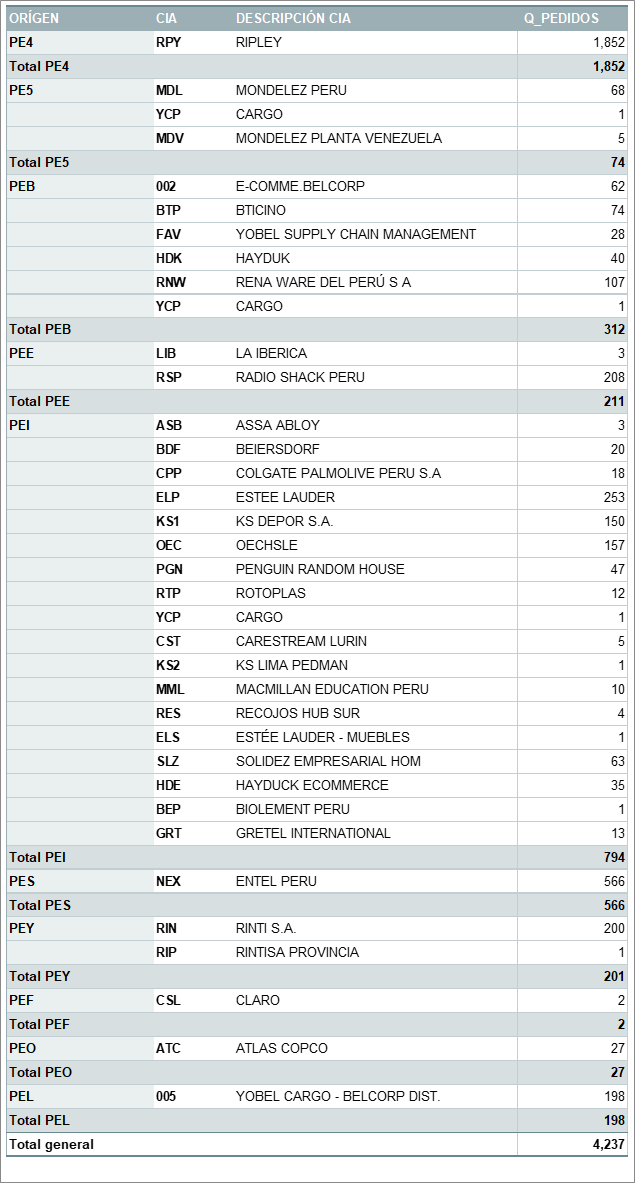 ORÍGEN CIA DESCRIPCIÓN CIA Q_PEDIDOS
PE4 RPY RIPLEY 1,852
Total PE4 1,852
PE5 MDL MONDELEZ PERU 68
YCP CARGO 1
MDV MONDELEZ PLANTA VENEZUELA 5
Total PE5 74
PEB 002 E-COMME.BELCORP 62
BTP BTICINO 74
FAV YOBEL SUPPLY CHAIN MANAGEMENT 28
HDK HAYDUK 40
RNW RENA WARE DEL PERÚ S A 107
YCP CARGO 1
Total PEB 312
PEE LIB LA IBERICA 3
RSP RADIO SHACK PERU 208
Total PEE 211
PEI ASB ASSA ABLOY 3
BDF BEIERSDORF 20
CPP COLGATE PALMOLIVE PERU S.A 18
ELP ESTEE LAUDER 253
KS1 KS DEPOR S.A. 150
OEC OECHSLE 157
PGN PENGUIN RANDOM HOUSE 47
RTP ROTOPLAS 12
YCP CARGO 1
CST CARESTREAM LURIN 5
KS2 KS LIMA PEDMAN 1
MML MACMILLAN EDUCATION PERU 10
RES RECOJOS HUB SUR 4
ELS ESTÉE LAUDER - MUEBLES 1
SLZ SOLIDEZ EMPRESARIAL HOM 63
HDE HAYDUCK ECOMMERCE 35
BEP BIOLEMENT PERU 1
GRT GRETEL INTERNATIONAL 13
Total PEI 794
PES NEX ENTEL PERU 566
Total PES 566
PEY RIN RINTI S.A. 200
RIP RINTISA PROVINCIA 1
Total PEY 201
PEF CSL CLARO 2
Total PEF 2
PEO ATC ATLAS COPCO 27
Total PEO 27
PEL 005 YOBEL CARGO - BELCORP DIST. 198
Total PEL 198
Total general 4,237